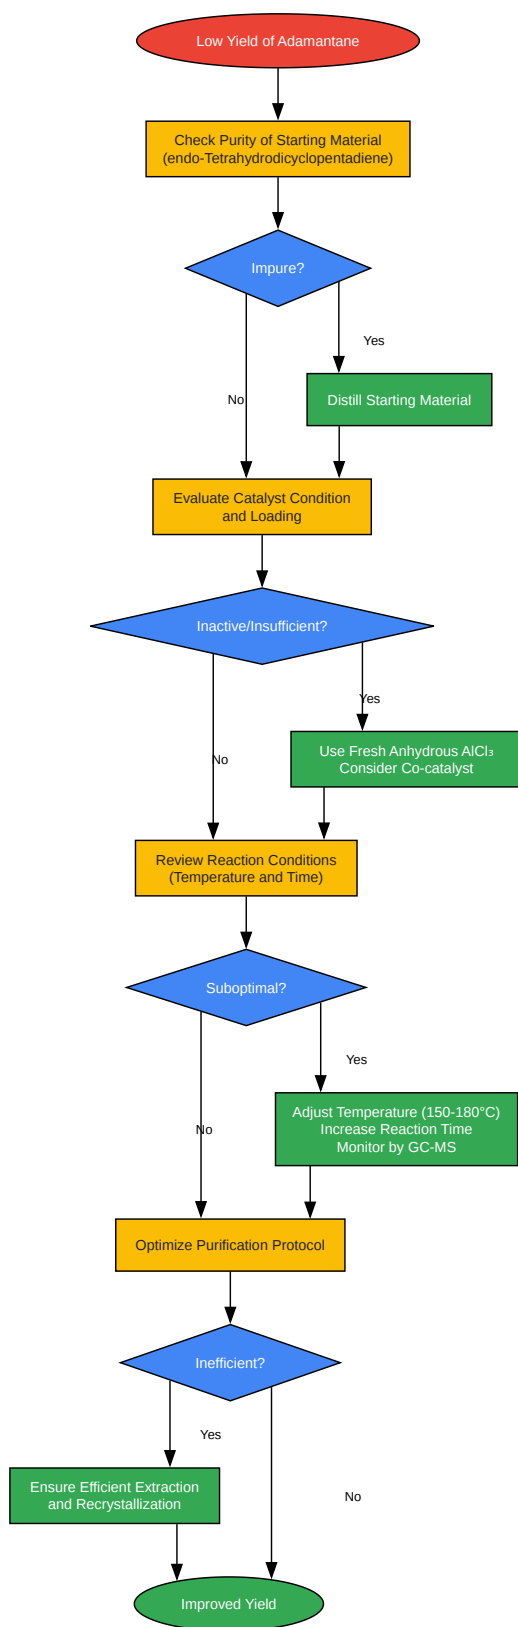 Low Yield of Adamantane
Check Purity of Starting Material
(endo-Tetrahydrodicyclopentadiene)
Impure?
Yes
No
Distill Starting Material
Evaluate Catalyst Condition
and Loading
Inactive/Insufficient?
Yes
No
Use Fresh Anhydrous AlCl₃
Consider Co-catalyst
Review Reaction Conditions
(Temperature and Time)
Suboptimal?
Yes
No
Adjust Temperature (150-180°C)
Increase Reaction Time
Monitor by GC-MS
Optimize Purification Protocol
Inefficient?
Yes
No
Ensure Efficient Extraction
and Recrystallization
Improved Yield